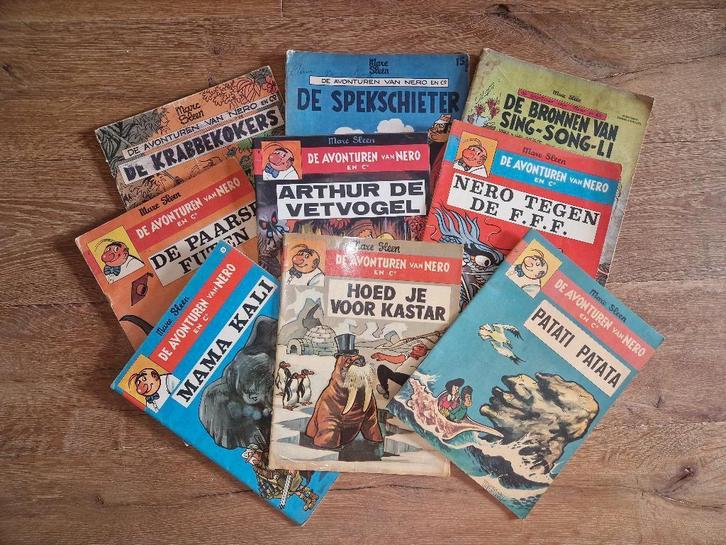 Marc
Sleen
DE AVONTUREN VAN NERO EN C°
DE KRABBEKOKERS
Marc
Sleen
15
DE AVONTUREN VAN NERO EN C°
DE SPEKSCHIETER
Marc Sleen
DE BRONNEN VAN
SING-SONG-LI
Marc Sleen
DE AVONTUREN VAN NERO
EN C°
DE PAARSE
FUTEN
Marc Sleen
DE AVONTUREN VAN NERO
EN C°
ARTHUR DE
VETVOGEL
Marc Sleen
DE AVONTUREN VAN NERO
EN C°
NERO TEGEN
DE F.F.F.
Marc Sleen
DE AVONTUREN VAN NERO
EN C°
MAMA KALI
Marc Sleen
DE AVONTUREN VAN NERO
EN C°
HOED JE
VOOR KASTAR
Marc Sleen
DE AVONTUREN VAN NERO
EN C°
PATATI PATATA